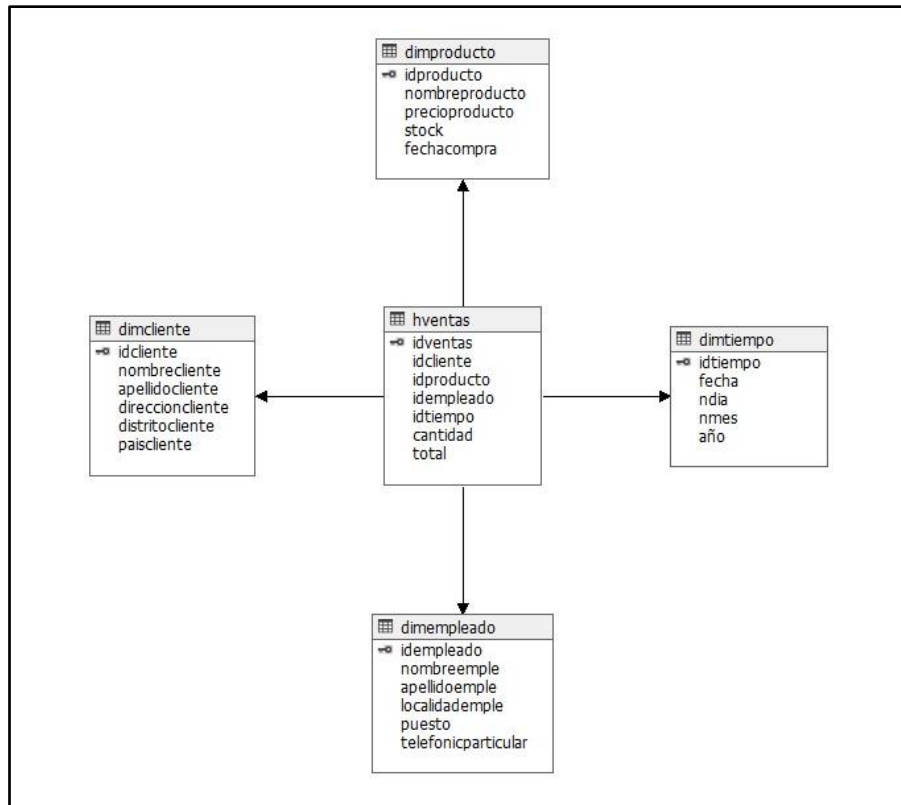 dimproducto
idproducto
nombreproducto
precioproducto
stock
fechacompra
dimcliente
idcliente
nombrecliente
apellidocliente
direccioncliente
distritocliente
paiscliente
hventas
idventas
idcliente
idproducto
idempleado
idtiempo
cantidad
total
dimtiempo
idtiempo
fecha
ndia
nmes
año
dimempleado
idempleado
nombreemple
apellidoemple
localidademple
puesto
telefonicparticular